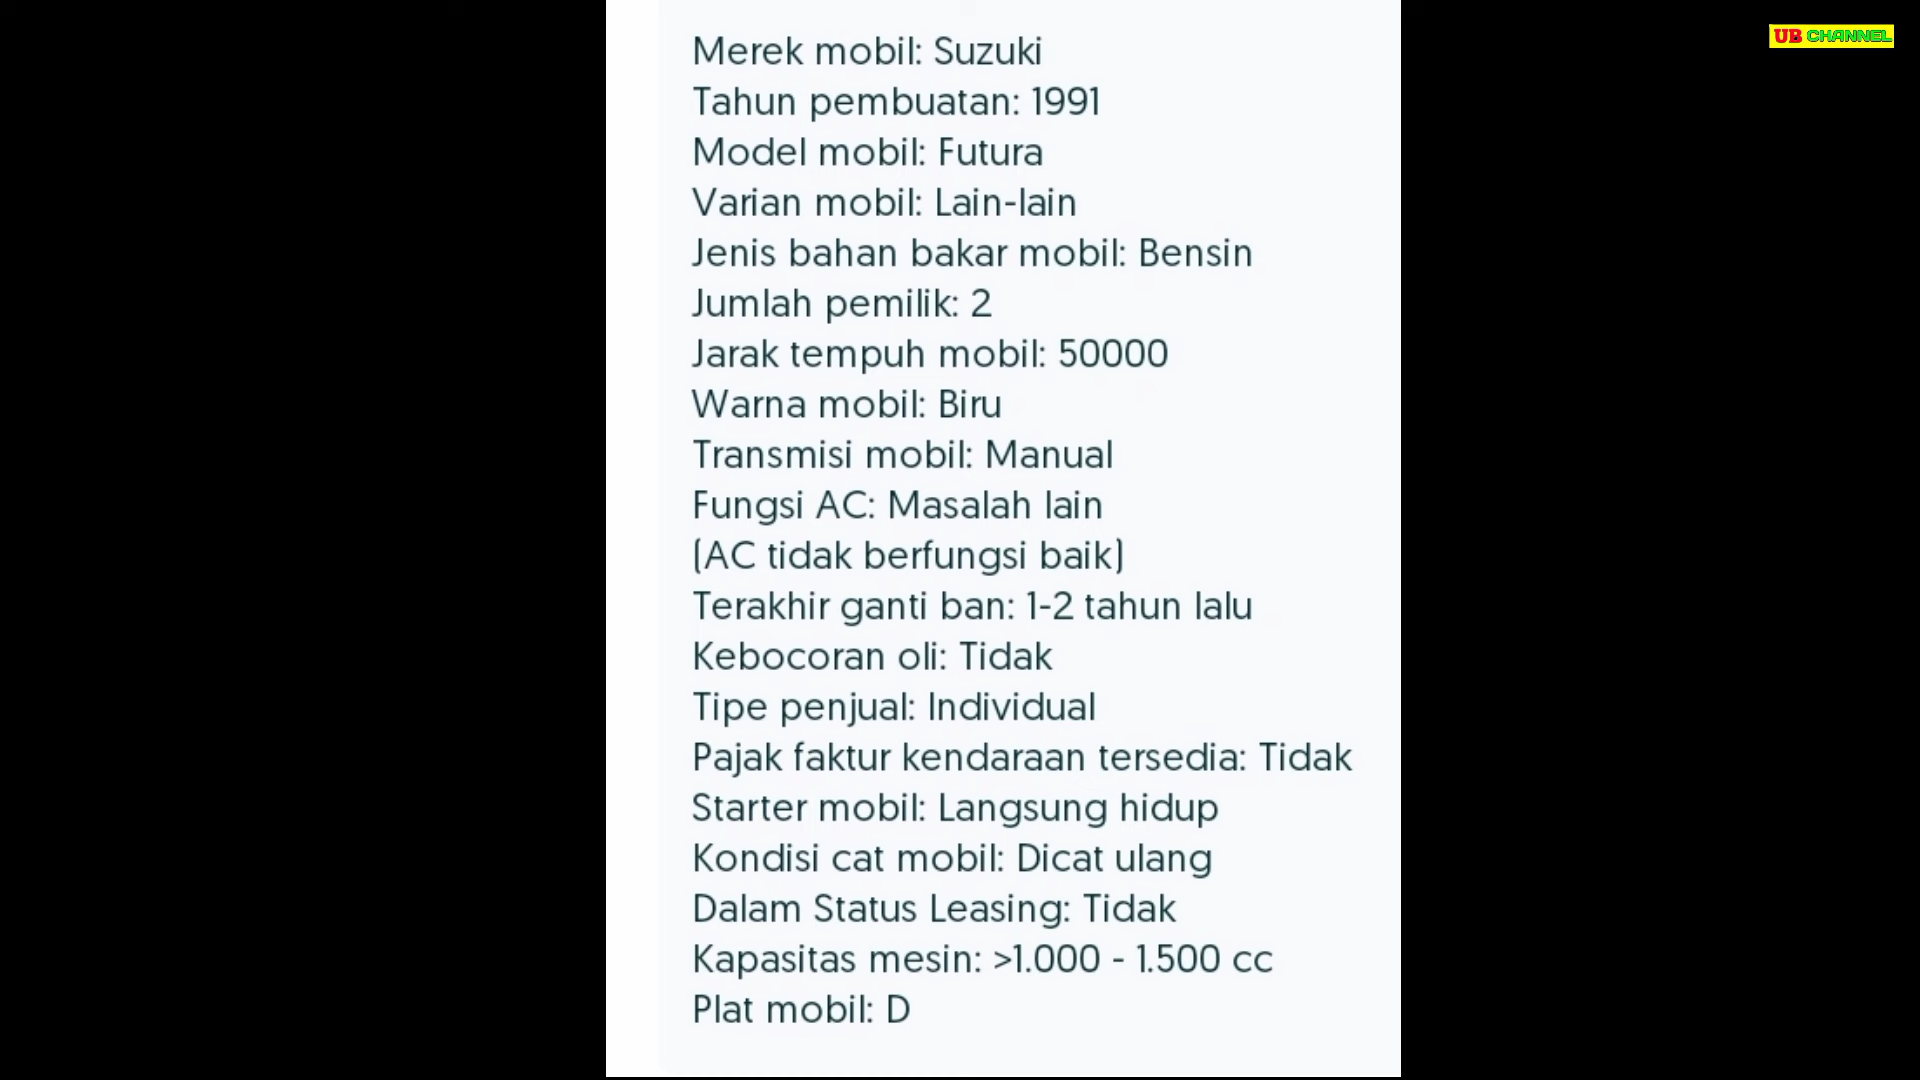 Merek mobil: Suzuki
UB CHANNEL
Tahun pembuatan: 1991
Model mobil: Futura
Varian mobil: Lain-lain
Jenis bahan bakar mobil: Bensin
Jumlah pemilik: 2
Jarak tempuh mobil: 50000
Warna mobil: Biru
Transmisi mobil: Manual
Fungsi AC: Masalah lain
(AC tidak berfungsi baik)
Terakhir ganti ban: 1-2 tahun lalu
Kebocoran oli: Tidak
Tipe penjual: Individual
Pajak faktur kendaraan tersedia: Tidak
Starter mobil: Langsung hidup
Kondisi cat mobil: Dicat ulang
Dalam Status Leasing: Tidak
Kapasitas mesin: >1.000 - 1.500 cc
Plat mobil: D